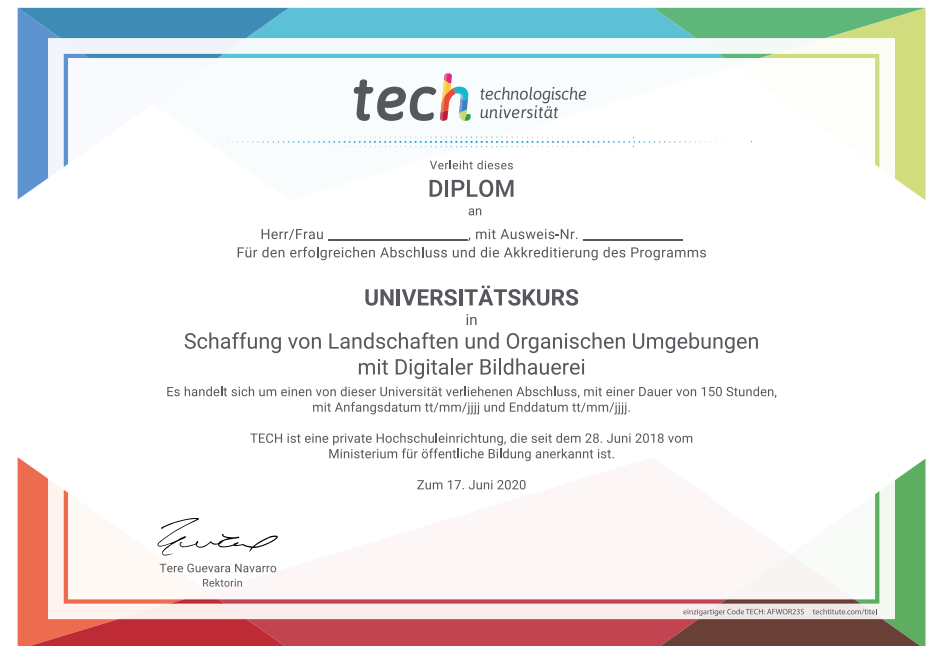 tech technologische
universität
Verleiht dieses
DIPLOM
an
Herr/Frau ____________________, mit Ausweis-Nr. ______________
Für den erfolgreichen Abschluss und die Akkreditierung des Programms
UNIVERSITÄTSKURS
in
Schaffung von Landschaften und Organischen Umgebungen
mit Digitaler Bildhauerei
Es handelt sich um einen von dieser Universität verliehenen Abschluss, mit einer Dauer von 150 Stunden,
mit Anfangsdatum tt/mm/jjjj und Enddatum tt/mm/jjjj.
TECH ist eine private Hochschuleinrichtung, die seit dem 28. Juni 2018 vom
Ministerium für öffentliche Bildung anerkannt ist.
Zum 17. Juni 2020
Tere Guevara Navarro
Rektorin
einzigartiger Code TECH: AFWOR235 techtitute.com/titel